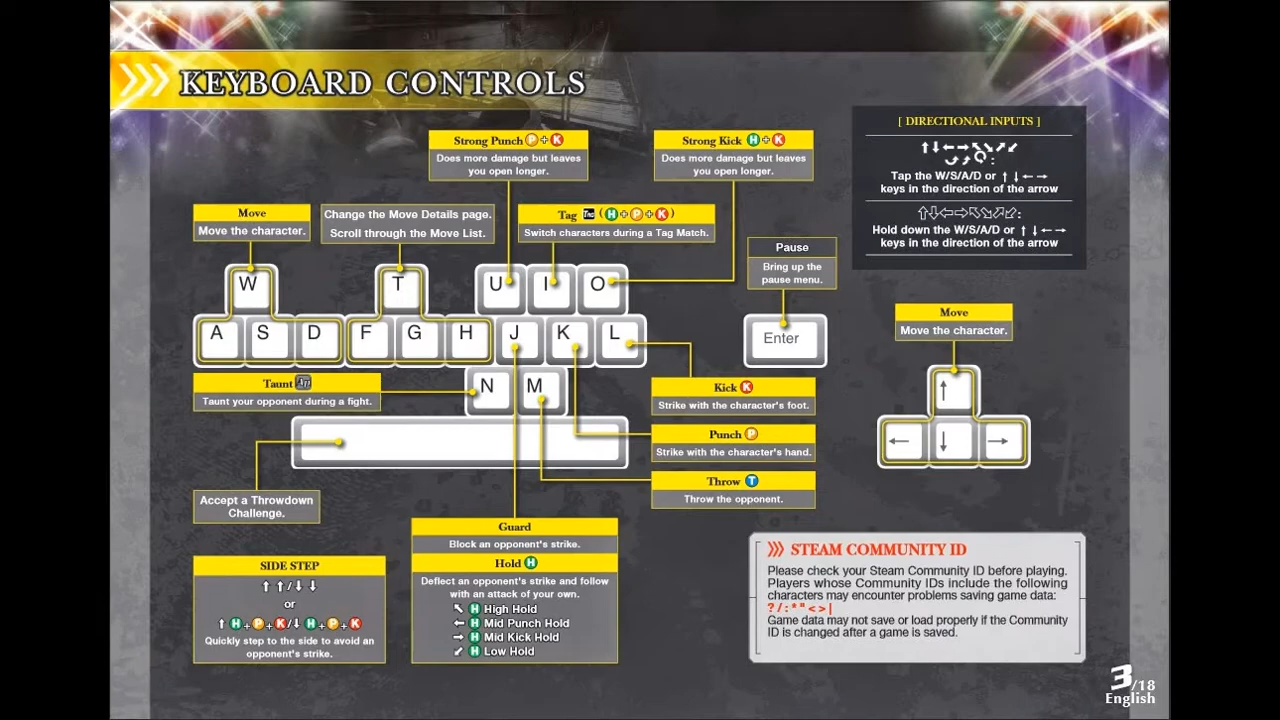 KEYBOARD CONTROLS
Strong Punch P+K
Does more damage but leaves
you open longer.
Strong Kick H+K
Does more damage but leaves
you open longer.
[ DIRECTIONAL INPUTS ]
↑↓←→↖↘↗↙
:
Tap the W/S/A/D or ↑ ↓ ← →
keys in the direction of the arrow
⇧⇩⇦⇨⇖⇘⇗⇙:
Hold down the W/S/A/D or ↑ ↓ ← →
keys in the direction of the arrow
Move
Move the character.
Change the Move Details page.
Scroll through the Move List.
Tag Tag (H+P+K)
Switch characters during a Tag Match.
Pause
Bring up the
pause menu.
W
T
U
I
O
A
S
D
F
G
H
J
K
L
Enter
N
M
Move
Move the character.
↑
← ↓ →
Taunt Ap
Taunt your opponent during a fight.
Kick K
Strike with the character's foot.
Punch P
Strike with the character's hand.
Throw T
Throw the opponent.
Accept a Throwdown
Challenge.
Guard
Block an opponent's strike.
Hold H
Deflect an opponent's strike and follow
with an attack of your own.
↖ H High Hold
← H Mid Punch Hold
→ H Mid Kick Hold
↙ H Low Hold
SIDE STEP
↑ ↑ / ↓ ↓
or
↑ H+P+K / ↓ H+P+K
Quickly step to the side to avoid an
opponent's strike.
STEAM COMMUNITY ID
Please check your Steam Community ID before playing.
Players whose Community IDs include the following
characters may encounter problems saving game data:
?/:*"<>|
Game data may not save or load properly if the Community
ID is changed after a game is saved.
3/18
English